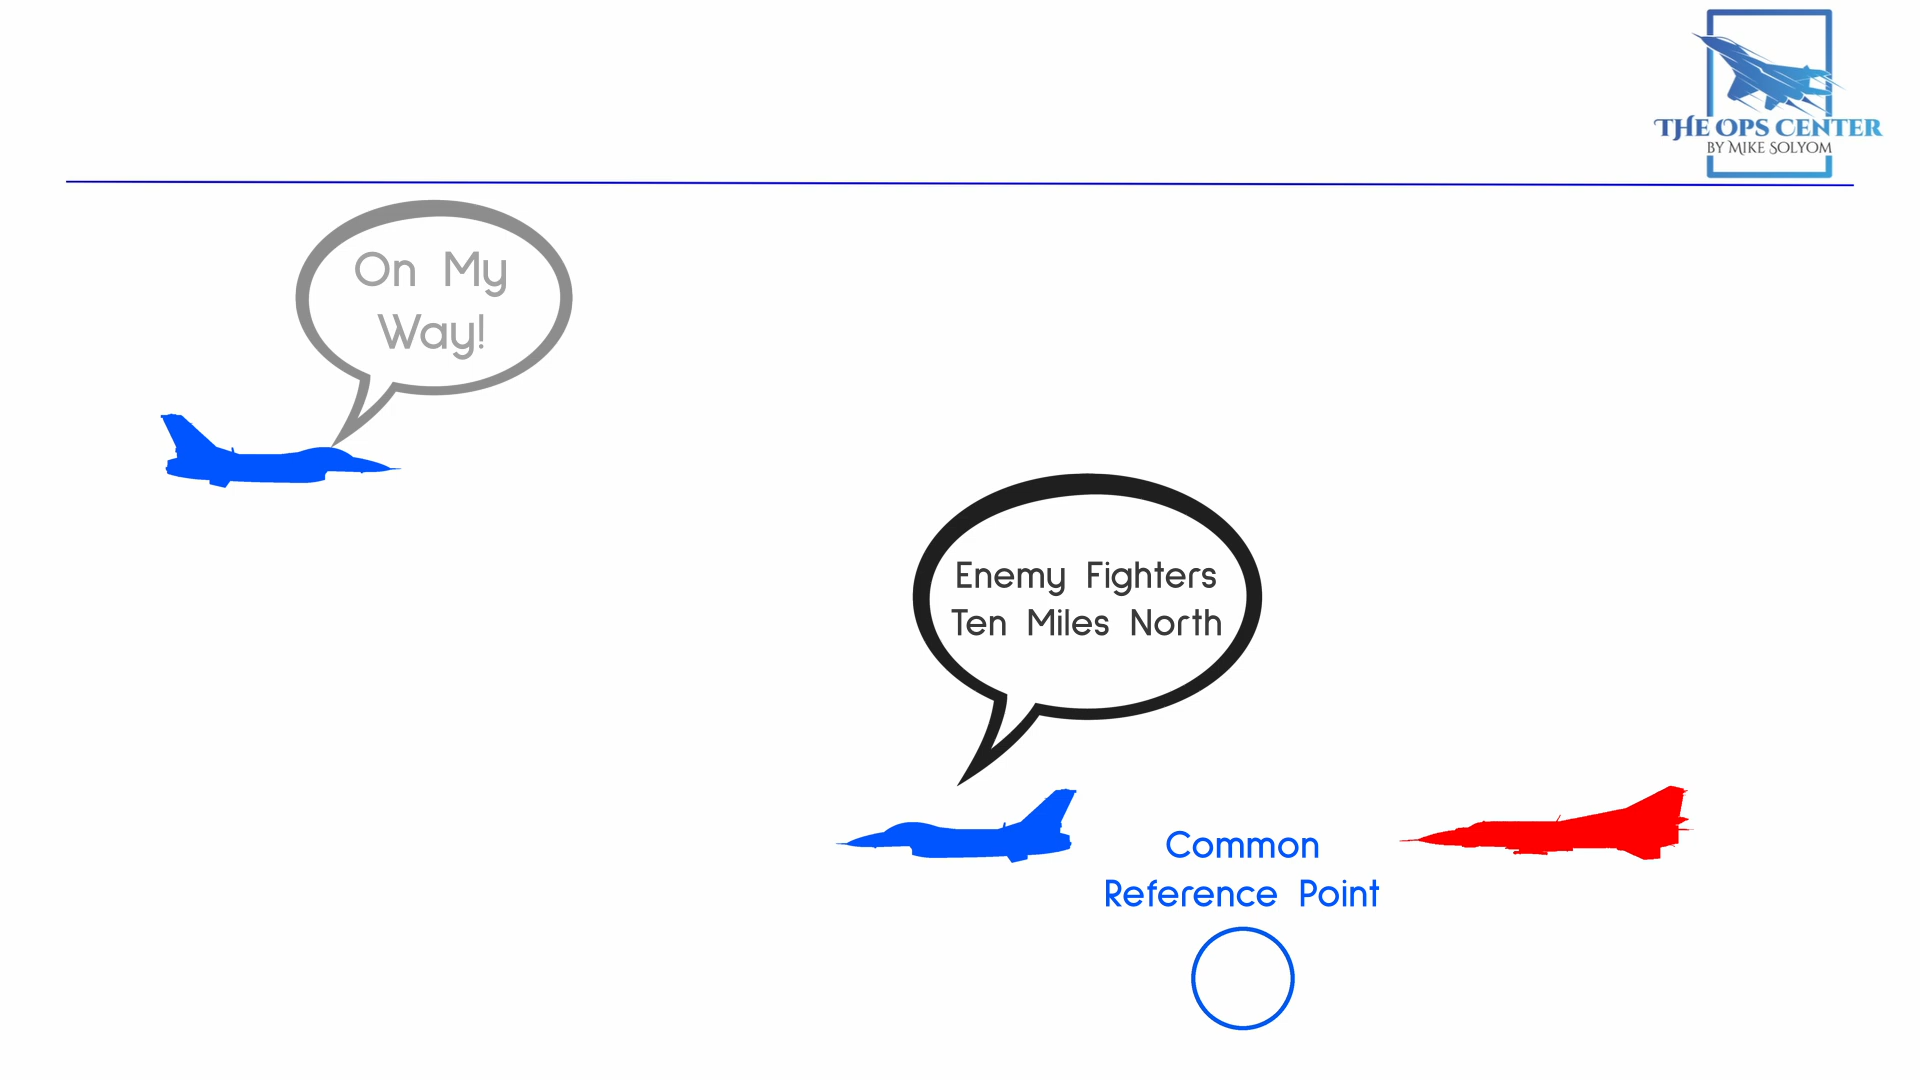 THE OPS CENTER
BY MIKE SOLYOM
On My
Way!
Enemy Fighters
Ten Miles North
Common
Reference Point